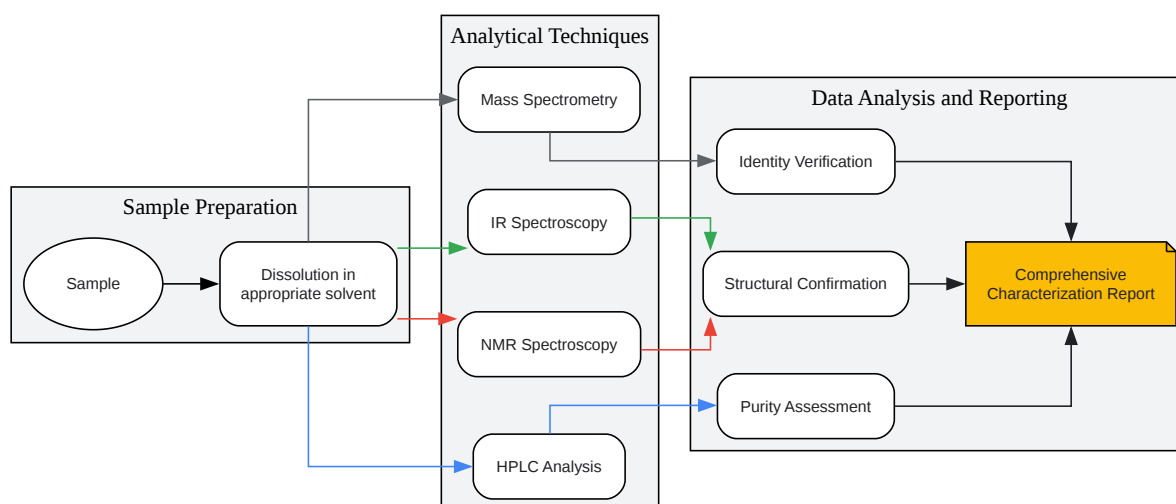 Sample Preparation
Sample
Dissolution in
appropriate solvent
Analytical Techniques
Mass Spectrometry
IR Spectroscopy
NMR Spectroscopy
HPLC Analysis
Data Analysis and Reporting
Identity Verification
Structural Confirmation
Purity Assessment
Comprehensive
Characterization Report